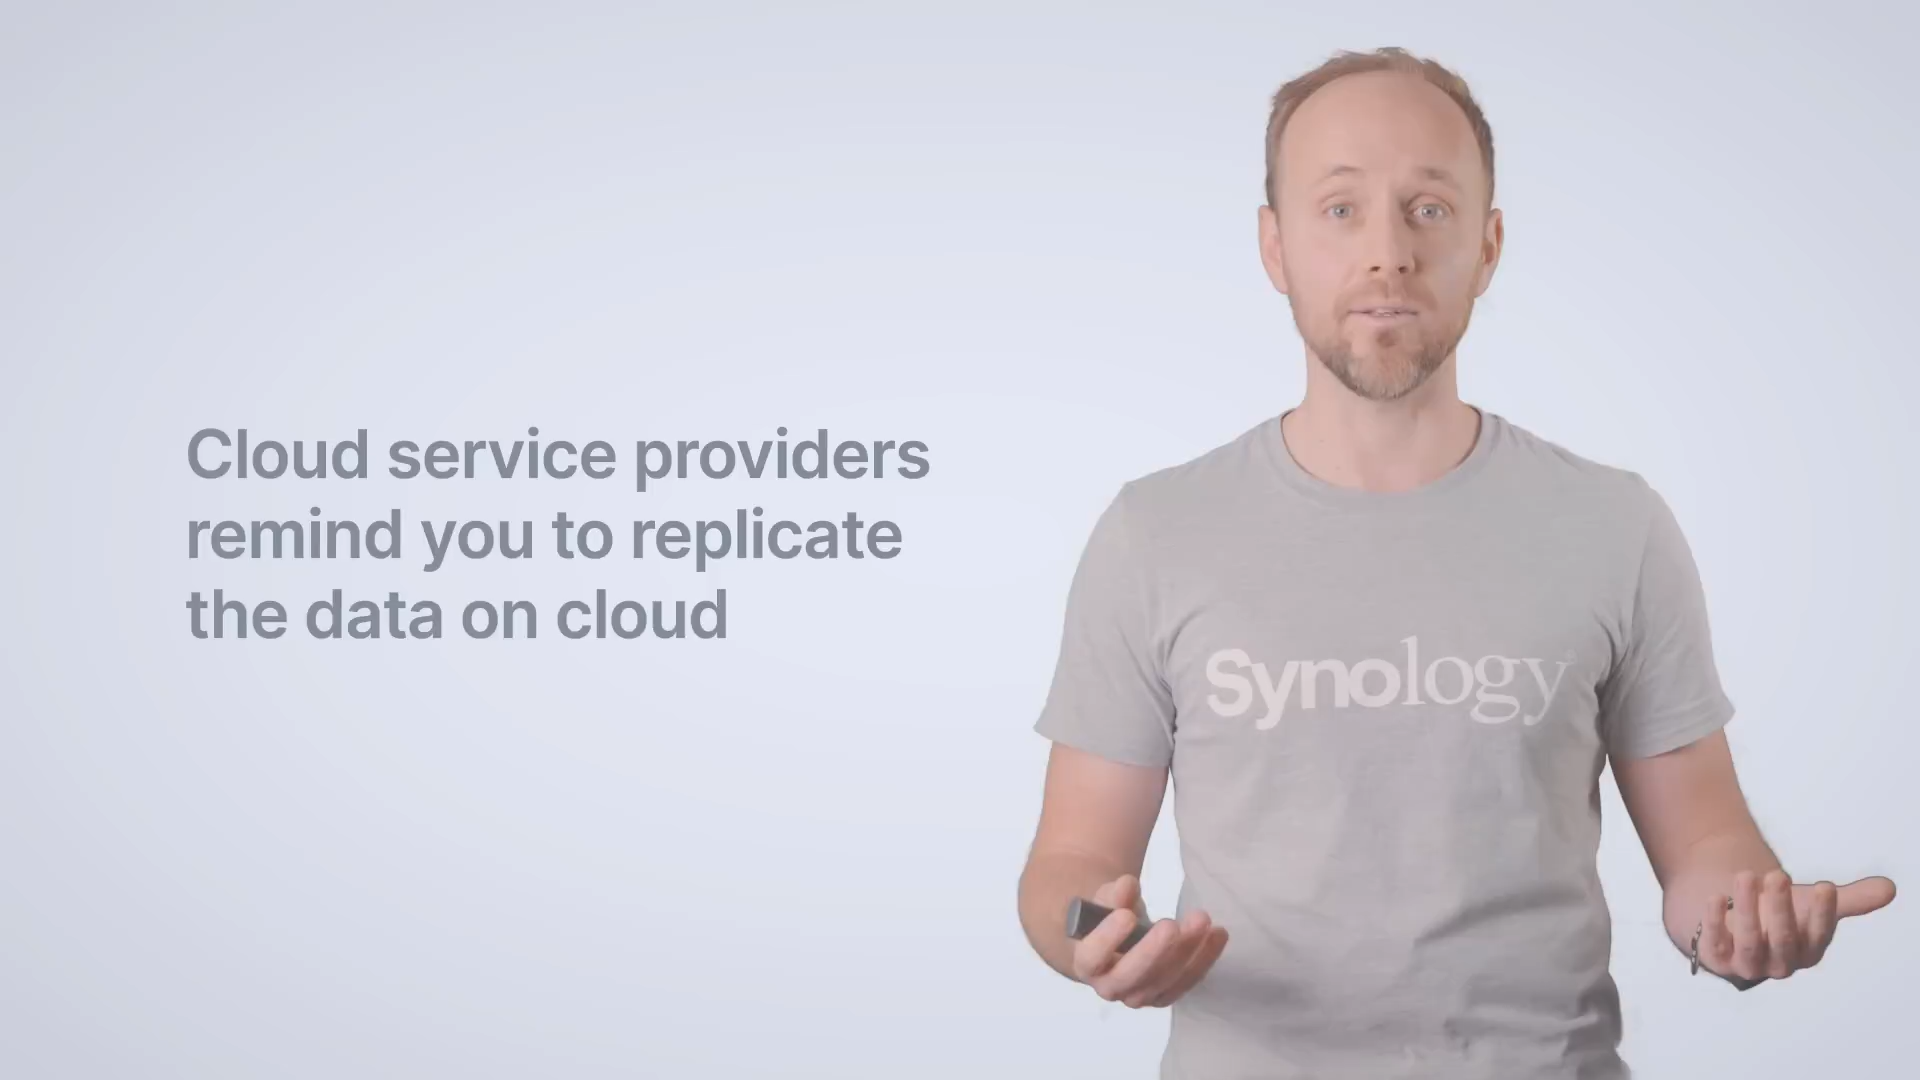 Cloud service providers
remind you to replicate
the data on cloud
Synology